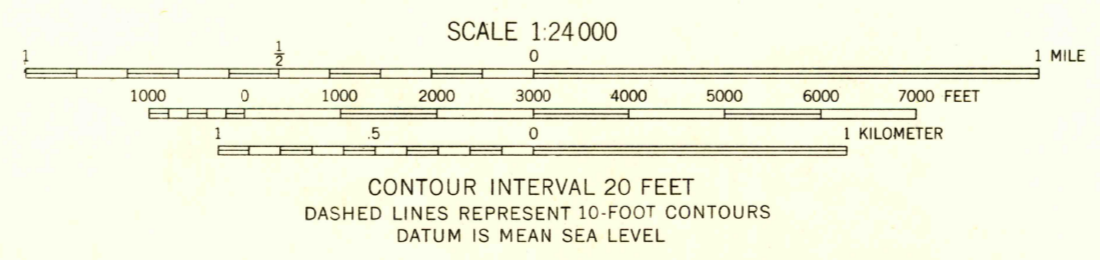 SCALE 1:24 000
1 1/2 0 1 MILE
1000 0 1000 2000 3000 4000 5000 6000 7000 FEET
1 .5 0 1 KILOMETER
CONTOUR INTERVAL 20 FEET
DASHED LINES REPRESENT 10-FOOT CONTOURS
DATUM IS MEAN SEA LEVEL